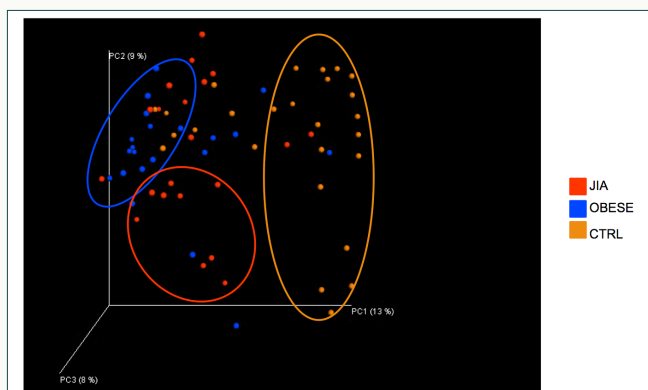 PC2 (9 %)
JIA
OBESE
CTRL
PC1 (13 %)
PC3 (8 %)